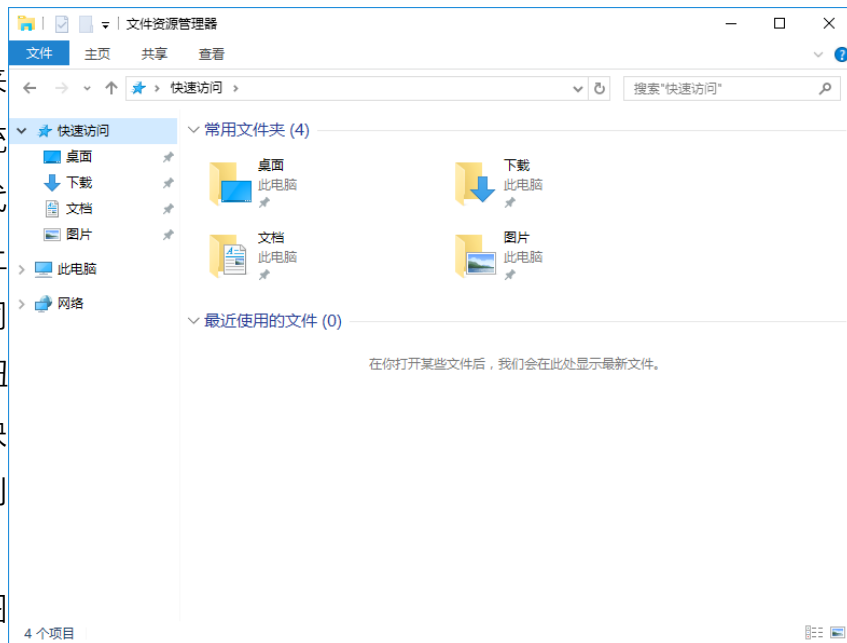 文件资源管理器
文件 主页 共享 查看
快速访问
搜索"快速访问"
快速访问
桌面
下载
文档
图片
此电脑
网络
常用文件夹 (4)
桌面
此电脑
下载
此电脑
文档
此电脑
图片
此电脑
最近使用的文件 (0)
在你打开某些文件后，我们会在此处显示最新文件。
4 个项目